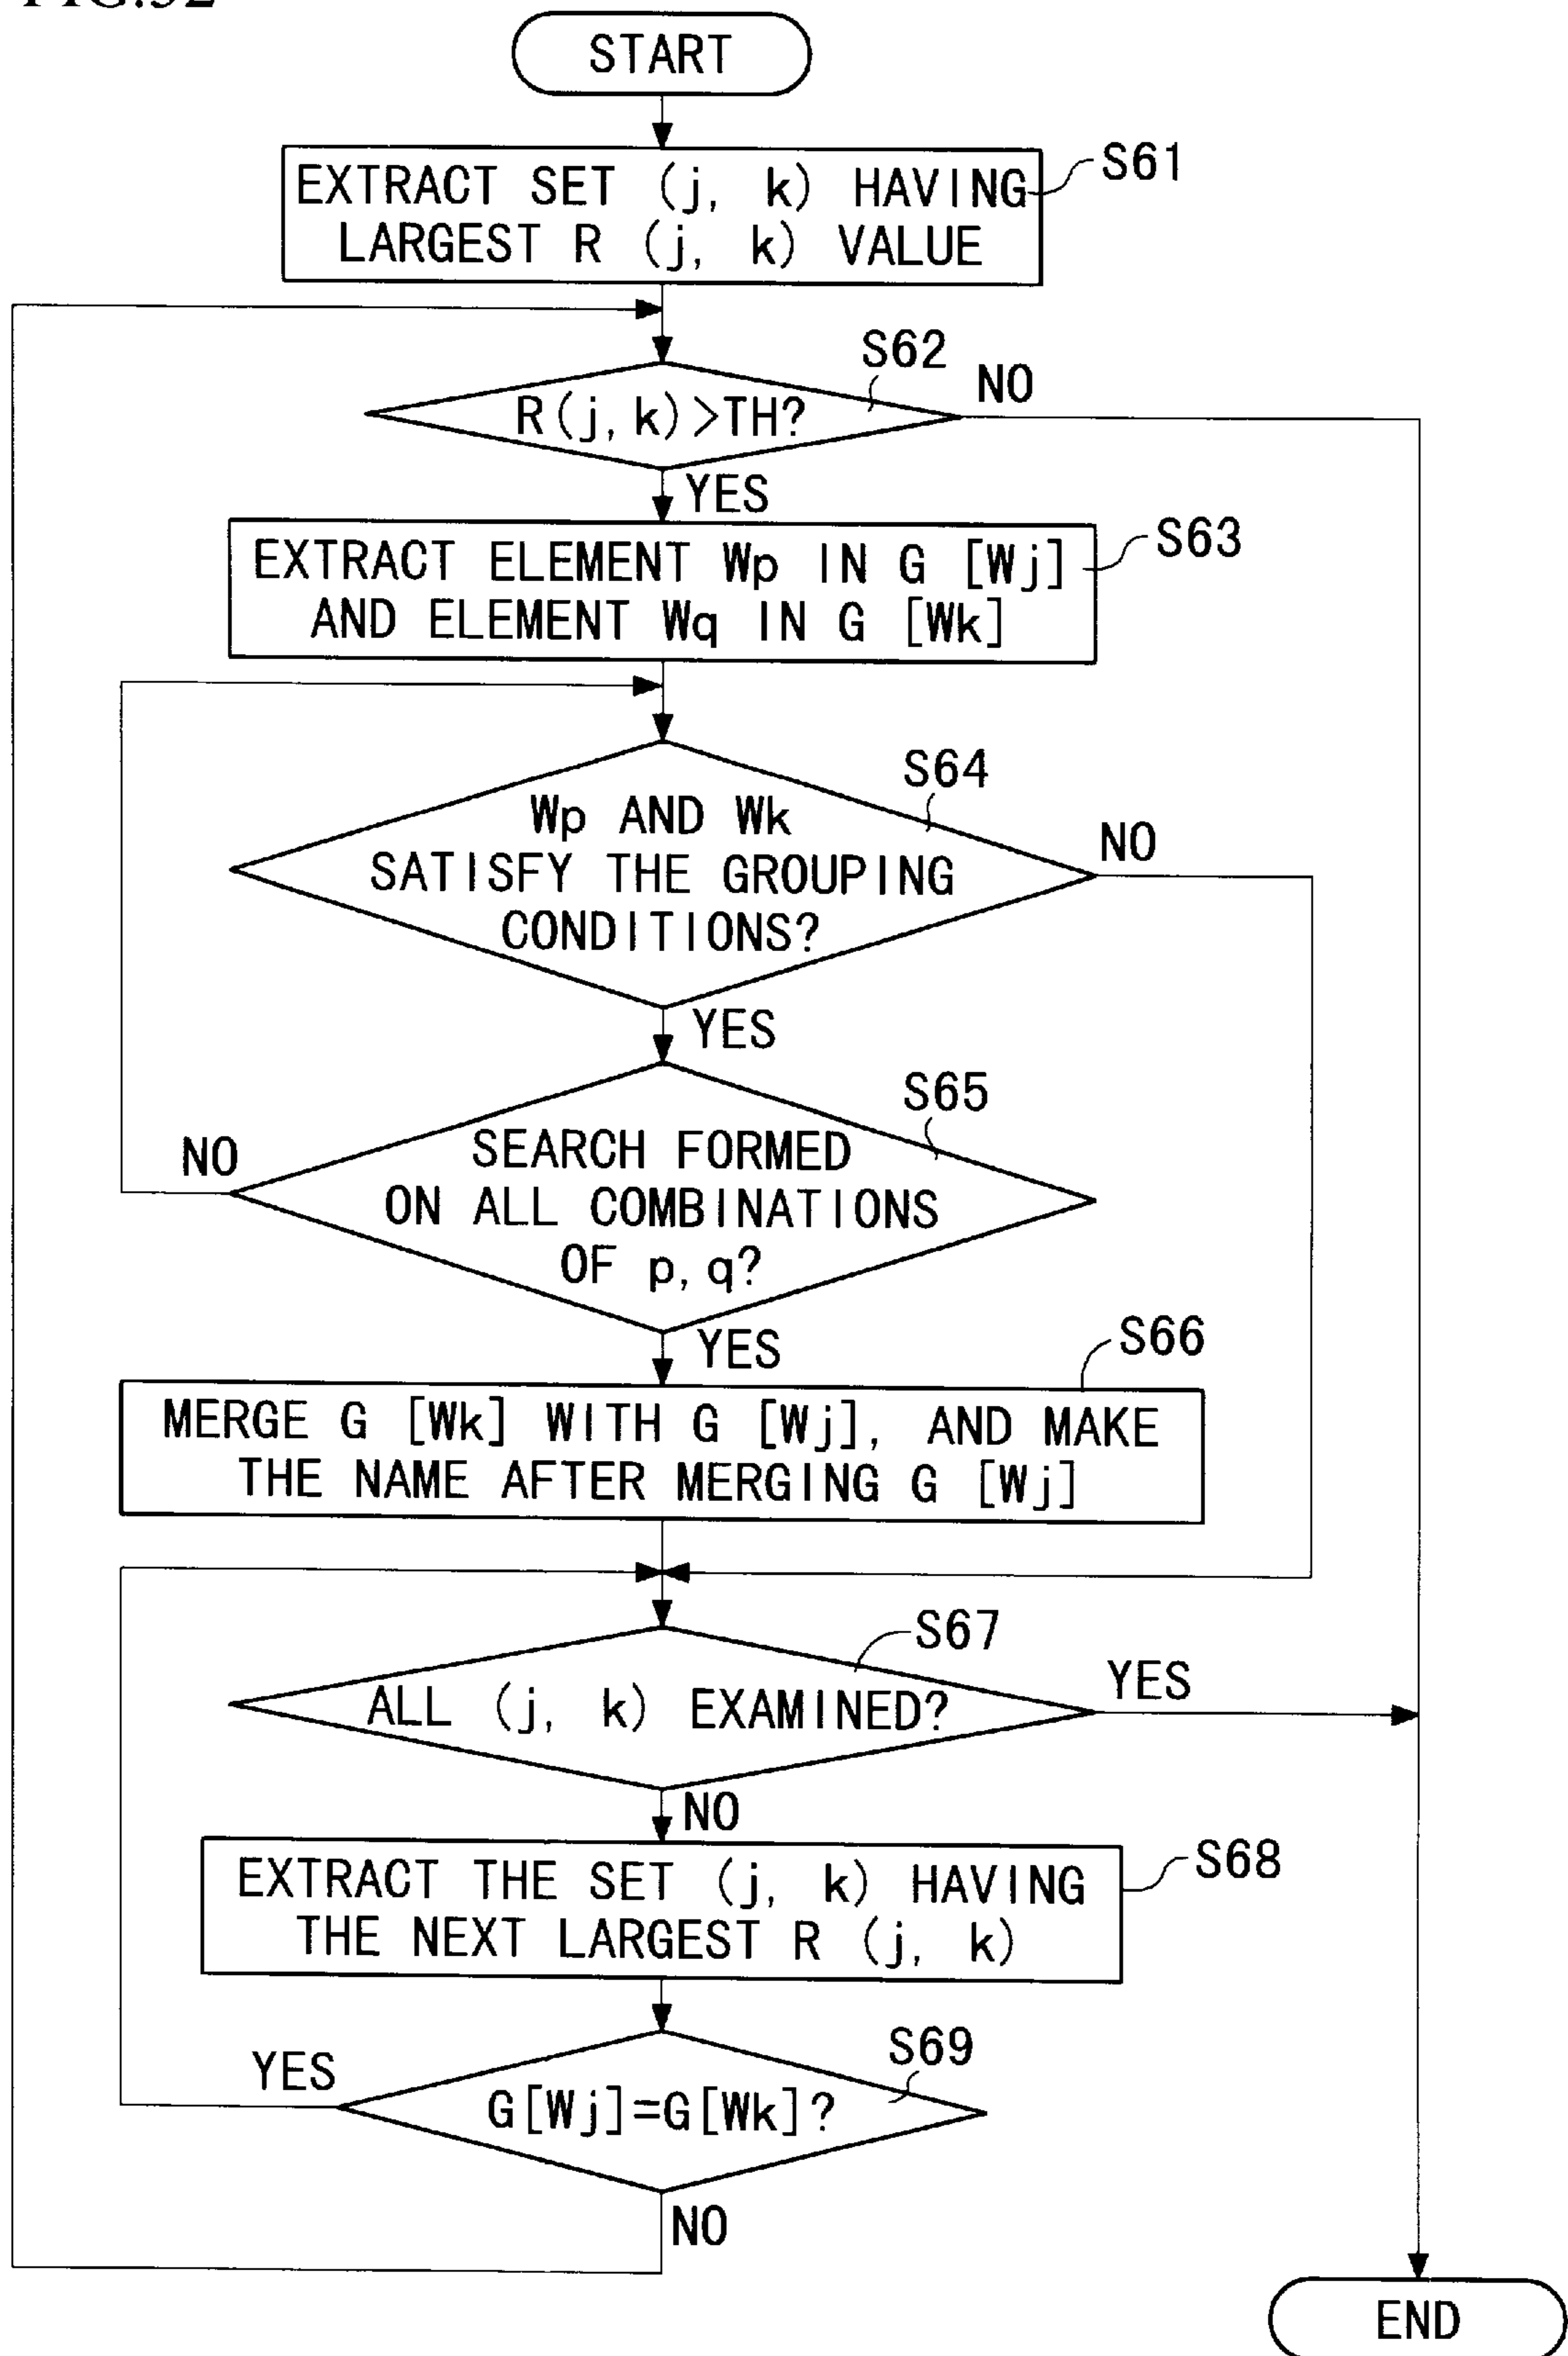 START
EXTRACT SET (j, k) HAVING
LARGEST R (j, k) VALUE
S61
S62
R(j, k)>TH?
NO
YES
EXTRACT ELEMENT Wp IN G [Wj]
AND ELEMENT Wq IN G [Wk]
S63
S64
Wp AND Wk
SATISFY THE GROUPING
CONDITIONS?
NO
YES
S65
SEARCH FORMED
ON ALL COMBINATIONS
OF p, q?
NO
YES
S66
MERGE G [Wk] WITH G [Wj], AND MAKE
THE NAME AFTER MERGING G [Wj]
S67
ALL (j, k) EXAMINED?
YES
NO
EXTRACT THE SET (j, k) HAVING
THE NEXT LARGEST R (j, k)
S68
S69
YES
G[Wj]=G[Wk]?
NO
END